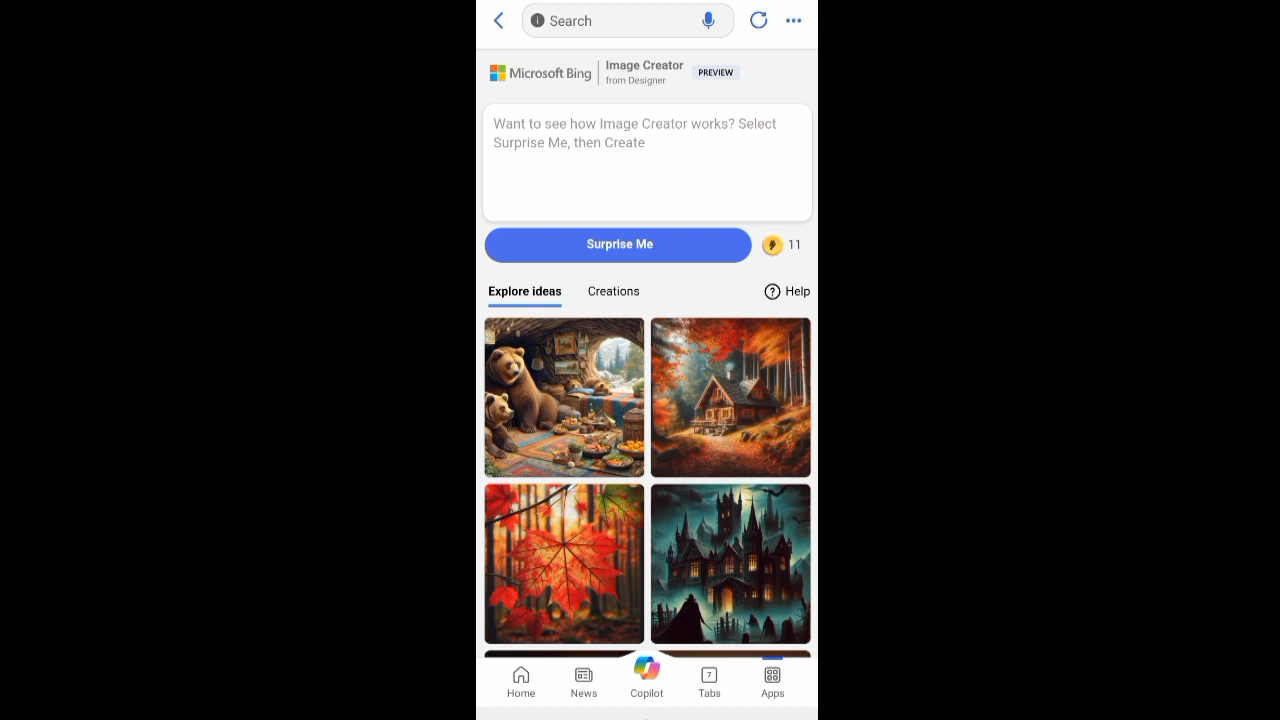 Search
Microsoft Bing
Image Creator
from Designer
PREVIEW
Want to see how Image Creator works? Select
Surprise Me, then Create
Surprise Me
11
Explore ideas
Creations
Help
Home
News
Copilot
7
Tabs
Apps